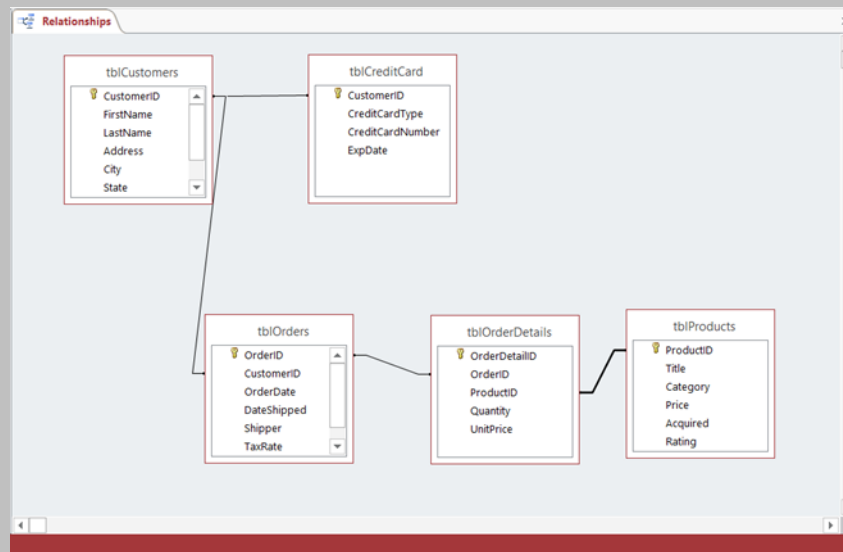 Relationships
tblCustomers
CustomerID
FirstName
LastName
Address
City
State
tblCreditCard
CustomerID
CreditCardType
CreditCardNumber
ExpDate
tblOrders
OrderID
CustomerID
OrderDate
DateShipped
Shipper
TaxRate
tblOrderDetails
OrderDetailID
OrderID
ProductID
Quantity
UnitPrice
tblProducts
ProductID
Title
Category
Price
Acquired
Rating